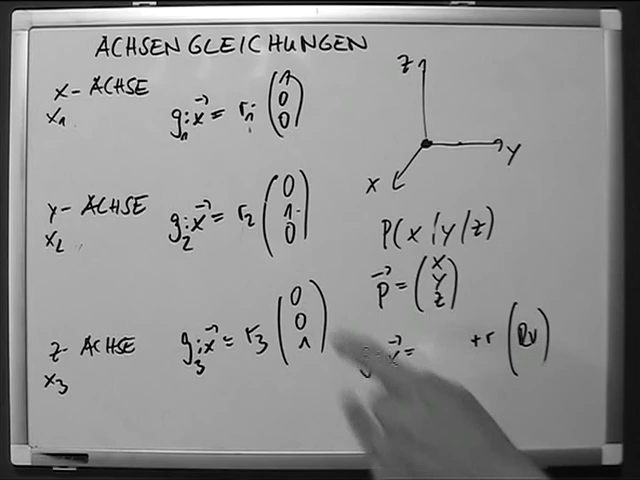 ACHSENGLEICHUNGEN
x- ACHSE
x₁
g₁: x⃗ = r₁ (1 0 0)
y- ACHSE
x₂
g₂: x⃗ = r₂ (0 1 0)
z- ACHSE
x₃
g₃: x⃗ = r₃ (0 0 1)
z
y
x
P(x/y/z)
p⃗ = (x y z)
g: x⃗ = +r (RV)